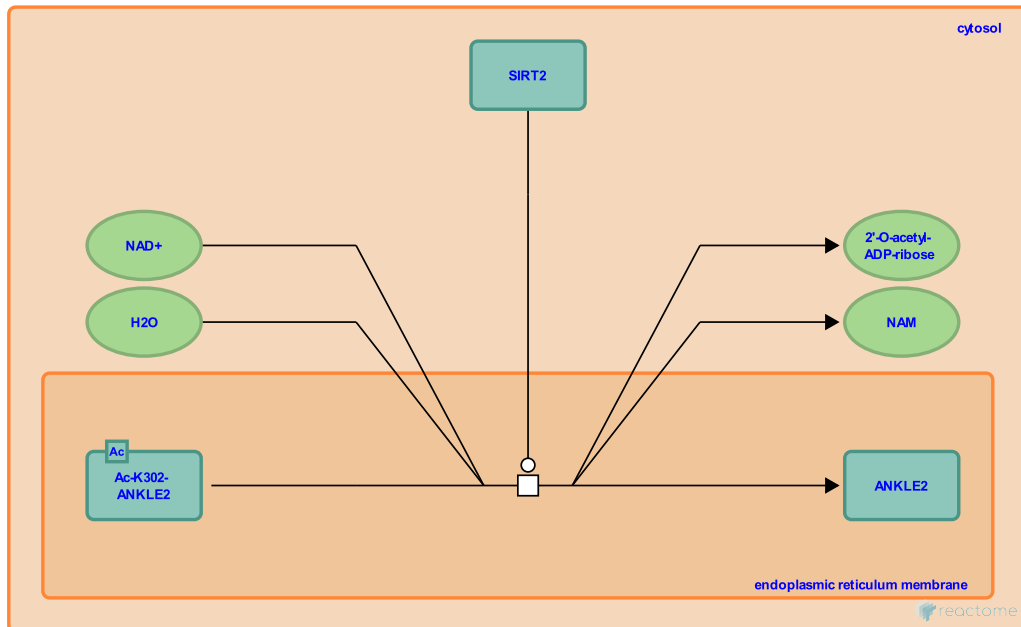 cytosol
SIRT2
NAD+
2'-O-acetyl-
ADP-ribose
H2O
NAM
Ac
Ac-K302-
ANKLE2
ANKLE2
endoplasmic reticulum membrane
reactome